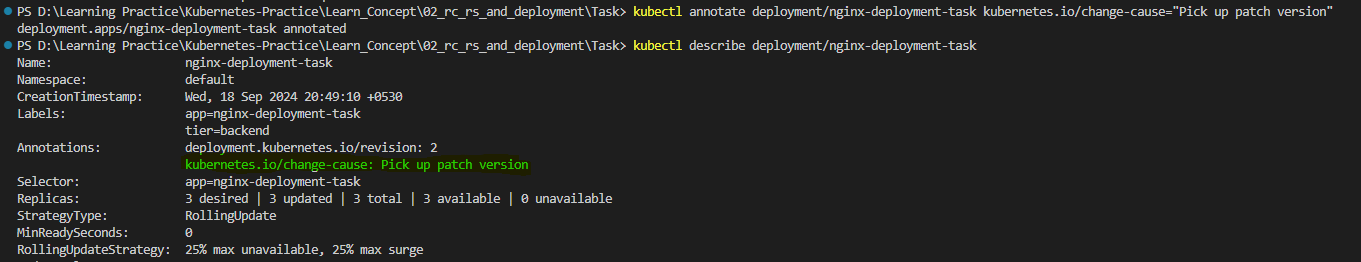 PS D:\Learning Practice\Kubernetes-Practice\Learn_Concept\02_rc_rs_and_deployment\Task> kubectl annotate deployment/nginx-deployment-task kubernetes.io/change-cause="Pick up patch version"
deployment.apps/nginx-deployment-task annotated
PS D:\Learning Practice\Kubernetes-Practice\Learn_Concept\02_rc_rs_and_deployment\Task> kubectl describe deployment/nginx-deployment-task
Name:                   nginx-deployment-task
Namespace:              default
CreationTimestamp:      Wed, 18 Sep 2024 20:49:10 +0530
Labels:                 app=nginx-deployment-task
                        tier=backend
Annotations:            deployment.kubernetes.io/revision: 2
                        kubernetes.io/change-cause: Pick up patch version
Selector:               app=nginx-deployment-task
Replicas:               3 desired | 3 updated | 3 total | 3 available | 0 unavailable
StrategyType:           RollingUpdate
MinReadySeconds:        0
RollingUpdateStrategy:  25% max unavailable, 25% max surge